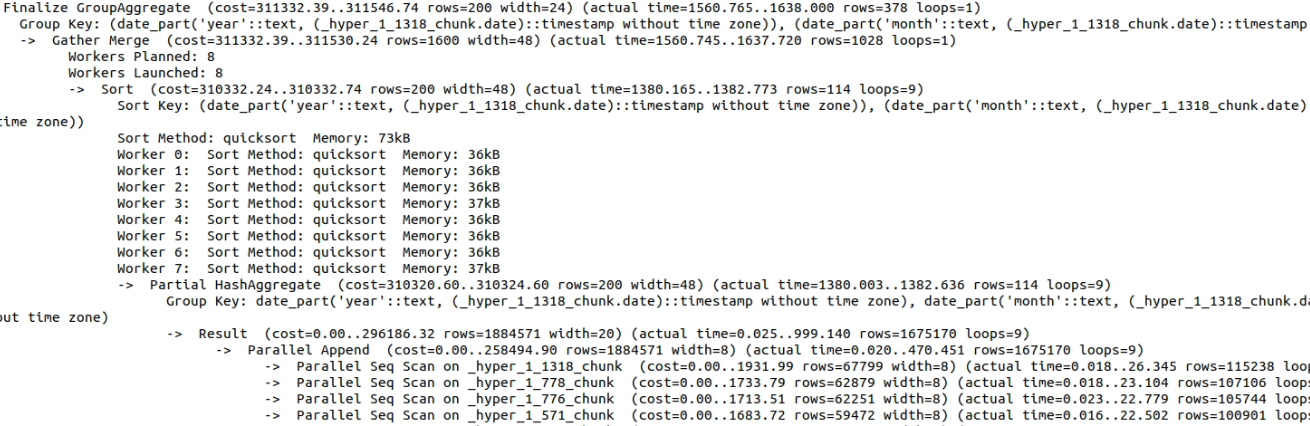 Finalize GroupAggregate  (cost=311332.39..311546.74 rows=200 width=24) (actual time=1560.765..1638.000 rows=378 loops=1)
  Group Key: (date_part('year'::text, (_hyper_1_1318_chunk.date)::timestamp without time zone)), (date_part('month'::text, (_hyper_1_1318_chunk.date)::timestamp
  ->  Gather Merge  (cost=311332.39..311530.24 rows=1600 width=48) (actual time=1560.745..1637.720 rows=1028 loops=1)
        Workers Planned: 8
        Workers Launched: 8
        ->  Sort  (cost=310332.24..310332.74 rows=200 width=48) (actual time=1380.165..1382.773 rows=114 loops=9)
              Sort Key: (date_part('year'::text, (_hyper_1_1318_chunk.date)::timestamp without time zone)), (date_part('month'::text, (_hyper_1_1318_chunk.date)
time zone))
              Sort Method: quicksort  Memory: 73kB
              Worker 0:  Sort Method: quicksort  Memory: 36kB
              Worker 1:  Sort Method: quicksort  Memory: 36kB
              Worker 2:  Sort Method: quicksort  Memory: 36kB
              Worker 3:  Sort Method: quicksort  Memory: 37kB
              Worker 4:  Sort Method: quicksort  Memory: 36kB
              Worker 5:  Sort Method: quicksort  Memory: 36kB
              Worker 6:  Sort Method: quicksort  Memory: 36kB
              Worker 7:  Sort Method: quicksort  Memory: 37kB
              ->  Partial HashAggregate  (cost=310320.60..310324.60 rows=200 width=48) (actual time=1380.003..1382.636 rows=114 loops=9)
                    Group Key: date_part('year'::text, (_hyper_1_1318_chunk.date)::timestamp without time zone), date_part('month'::text, (_hyper_1_1318_chunk.da
out time zone)
                    ->  Result  (cost=0.00..296186.32 rows=1884571 width=20) (actual time=0.025..999.140 rows=1675170 loops=9)
                          ->  Parallel Append  (cost=0.00..258494.90 rows=1884571 width=8) (actual time=0.020..470.451 rows=1675170 loops=9)
                                ->  Parallel Seq Scan on _hyper_1_1318_chunk  (cost=0.00..1931.99 rows=67799 width=8) (actual time=0.018..26.345 rows=115238 loop
                                ->  Parallel Seq Scan on _hyper_1_778_chunk  (cost=0.00..1733.79 rows=62879 width=8) (actual time=0.018..23.104 rows=107106 loops
                                ->  Parallel Seq Scan on _hyper_1_776_chunk  (cost=0.00..1713.51 rows=62251 width=8) (actual time=0.023..22.779 rows=105744 loops
                                ->  Parallel Seq Scan on _hyper_1_571_chunk  (cost=0.00..1683.72 rows=59472 width=8) (actual time=0.016..22.502 rows=100901 loops